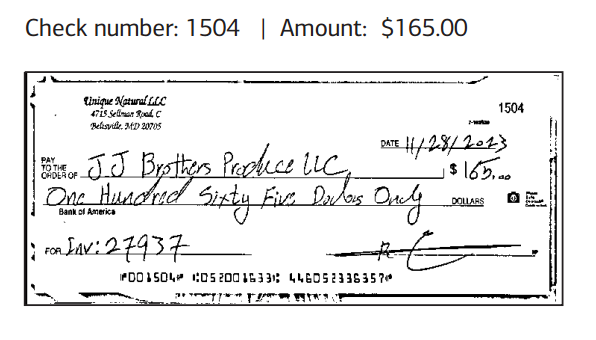 Check number: 1504 | Amount: $165.00
Unique Natural LLC
4715 Sellman Road, C
Belisville, MD 20705
1504
DATE 11/28/2023
PAY TO THE ORDER OF JJ Brothers Produce LLC $165.00
One Hundred Sixty Five Dollars Only DOLLARS
Bank of America
FOR Inv: 27937
⑈001504⑈ ⑆052001633⑆ 446052336357⑈